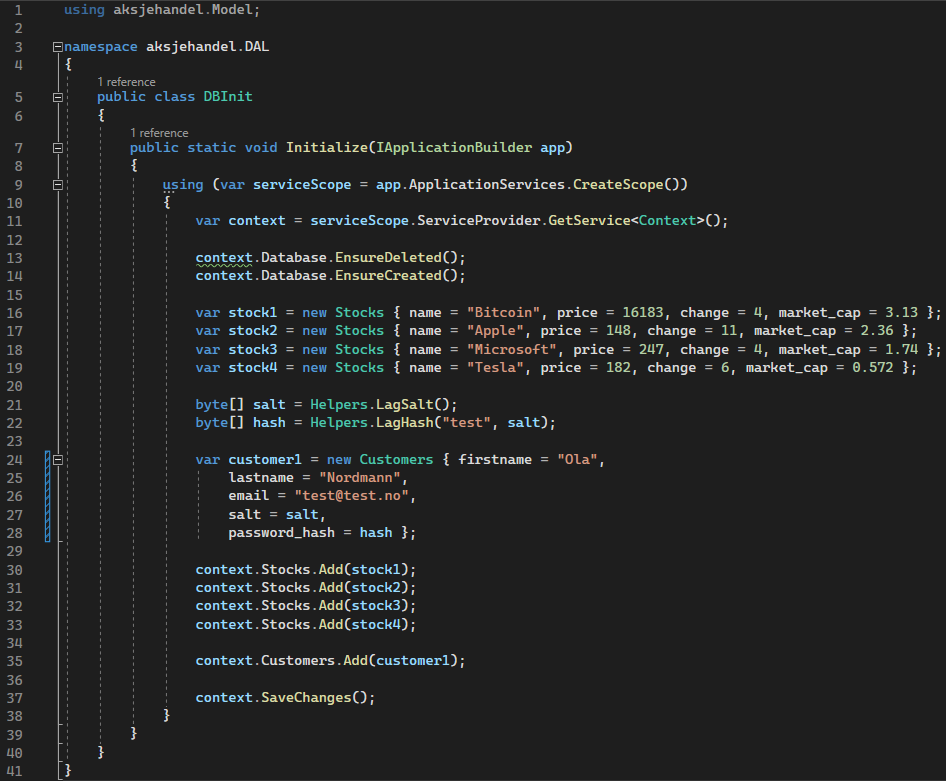 1 using aksjehandel.Model;
2
3 namespace aksjehandel.DAL
4 {
1 reference
5 public class DBInit
6 {
1 reference
7 public static void Initialize(IApplicationBuilder app)
8 {
9 using (var serviceScope = app.ApplicationServices.CreateScope())
10 {
11 var context = serviceScope.ServiceProvider.GetService<Context>();
12
13 context.Database.EnsureDeleted();
14 context.Database.EnsureCreated();
15
16 var stock1 = new Stocks { name = "Bitcoin", price = 16183, change = 4, market_cap = 3.13 };
17 var stock2 = new Stocks { name = "Apple", price = 148, change = 11, market_cap = 2.36 };
18 var stock3 = new Stocks { name = "Microsoft", price = 247, change = 4, market_cap = 1.74 };
19 var stock4 = new Stocks { name = "Tesla", price = 182, change = 6, market_cap = 0.572 };
20
21 byte[] salt = Helpers.LagSalt();
22 byte[] hash = Helpers.LagHash("test", salt);
23
24 var customer1 = new Customers { firstname = "Ola",
25 lastname = "Nordmann",
26 email = "test@test.no",
27 salt = salt,
28 password_hash = hash };
29
30 context.Stocks.Add(stock1);
31 context.Stocks.Add(stock2);
32 context.Stocks.Add(stock3);
33 context.Stocks.Add(stock4);
34
35 context.Customers.Add(customer1);
36
37 context.SaveChanges();
38 }
39 }
40 }
41 }